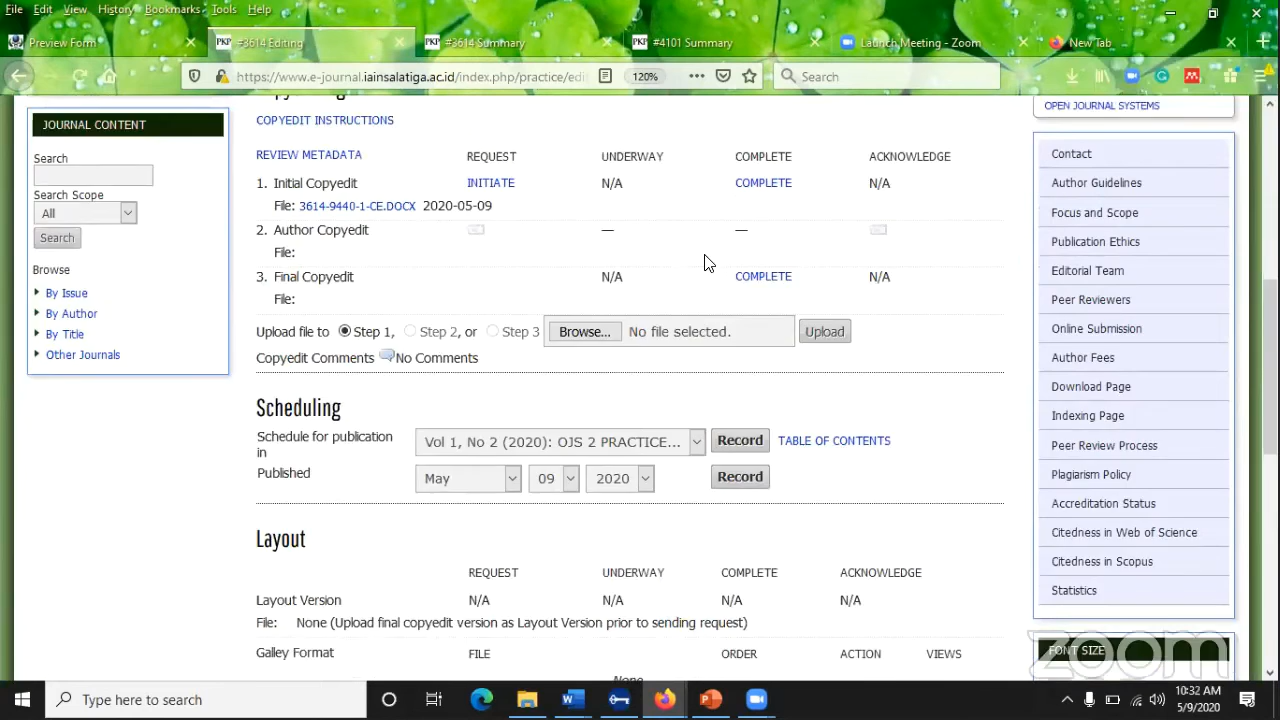 File Edit View History Bookmarks Tools Help
Preview Form
PKP #3614 Editing
PKP #3614 Summary
PKP #4101 Summary
Launch Meeting - Zoom
New Tab
https://www.e-journal.iainsalatiga.ac.id/index.php/practice/edi
120%
Search
JOURNAL CONTENT
Search
Search Scope
All
Search
Browse
By Issue
By Author
By Title
Other Journals
COPYEDIT INSTRUCTIONS
REVIEW METADATA REQUEST UNDERWAY COMPLETE ACKNOWLEDGE
1. Initial Copyedit INITIATE N/A COMPLETE N/A
File: 3614-9440-1-CE.DOCX 2020-05-09
2. Author Copyedit — —
File:
3. Final Copyedit N/A COMPLETE N/A
File:
Upload file to Step 1, Step 2, or Step 3 Browse... No file selected. Upload
Copyedit Comments No Comments
Scheduling
Schedule for publication in Vol 1, No 2 (2020): OJS 2 PRACTICE... Record TABLE OF CONTENTS
Published May 09 2020 Record
Layout
REQUEST UNDERWAY COMPLETE ACKNOWLEDGE
Layout Version N/A N/A N/A N/A
File: None (Upload final copyedit version as Layout Version prior to sending request)
Galley Format FILE ORDER ACTION VIEWS
None
OPEN JOURNAL SYSTEMS
Contact
Author Guidelines
Focus and Scope
Publication Ethics
Editorial Team
Peer Reviewers
Online Submission
Author Fees
Download Page
Indexing Page
Peer Review Process
Plagiarism Policy
Accreditation Status
Citedness in Web of Science
Citedness in Scopus
Statistics
FONT SIZE
zoom
Type here to search
10:32 AM
5/9/2020